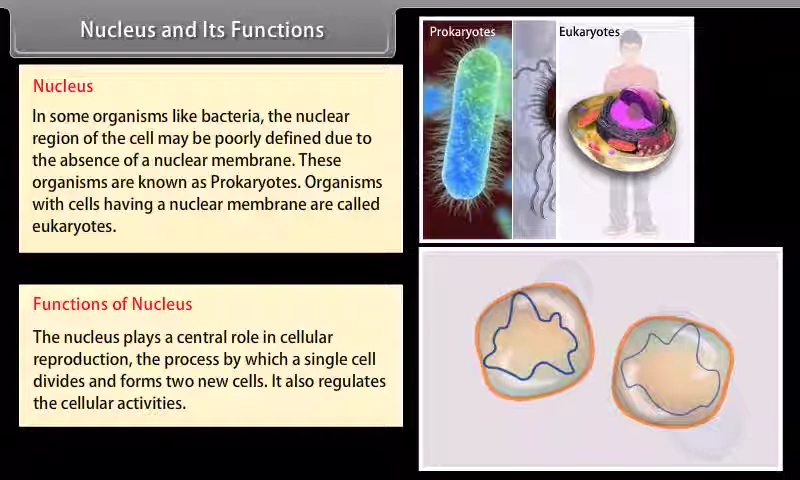 Nucleus and Its Functions
Nucleus
In some organisms like bacteria, the nuclear
region of the cell may be poorly defined due to
the absence of a nuclear membrane. These
organisms are known as Prokaryotes. Organisms
with cells having a nuclear membrane are called
eukaryotes.
Prokaryotes
Eukaryotes
Functions of Nucleus
The nucleus plays a central role in cellular
reproduction, the process by which a single cell
divides and forms two new cells. It also regulates
the cellular activities.